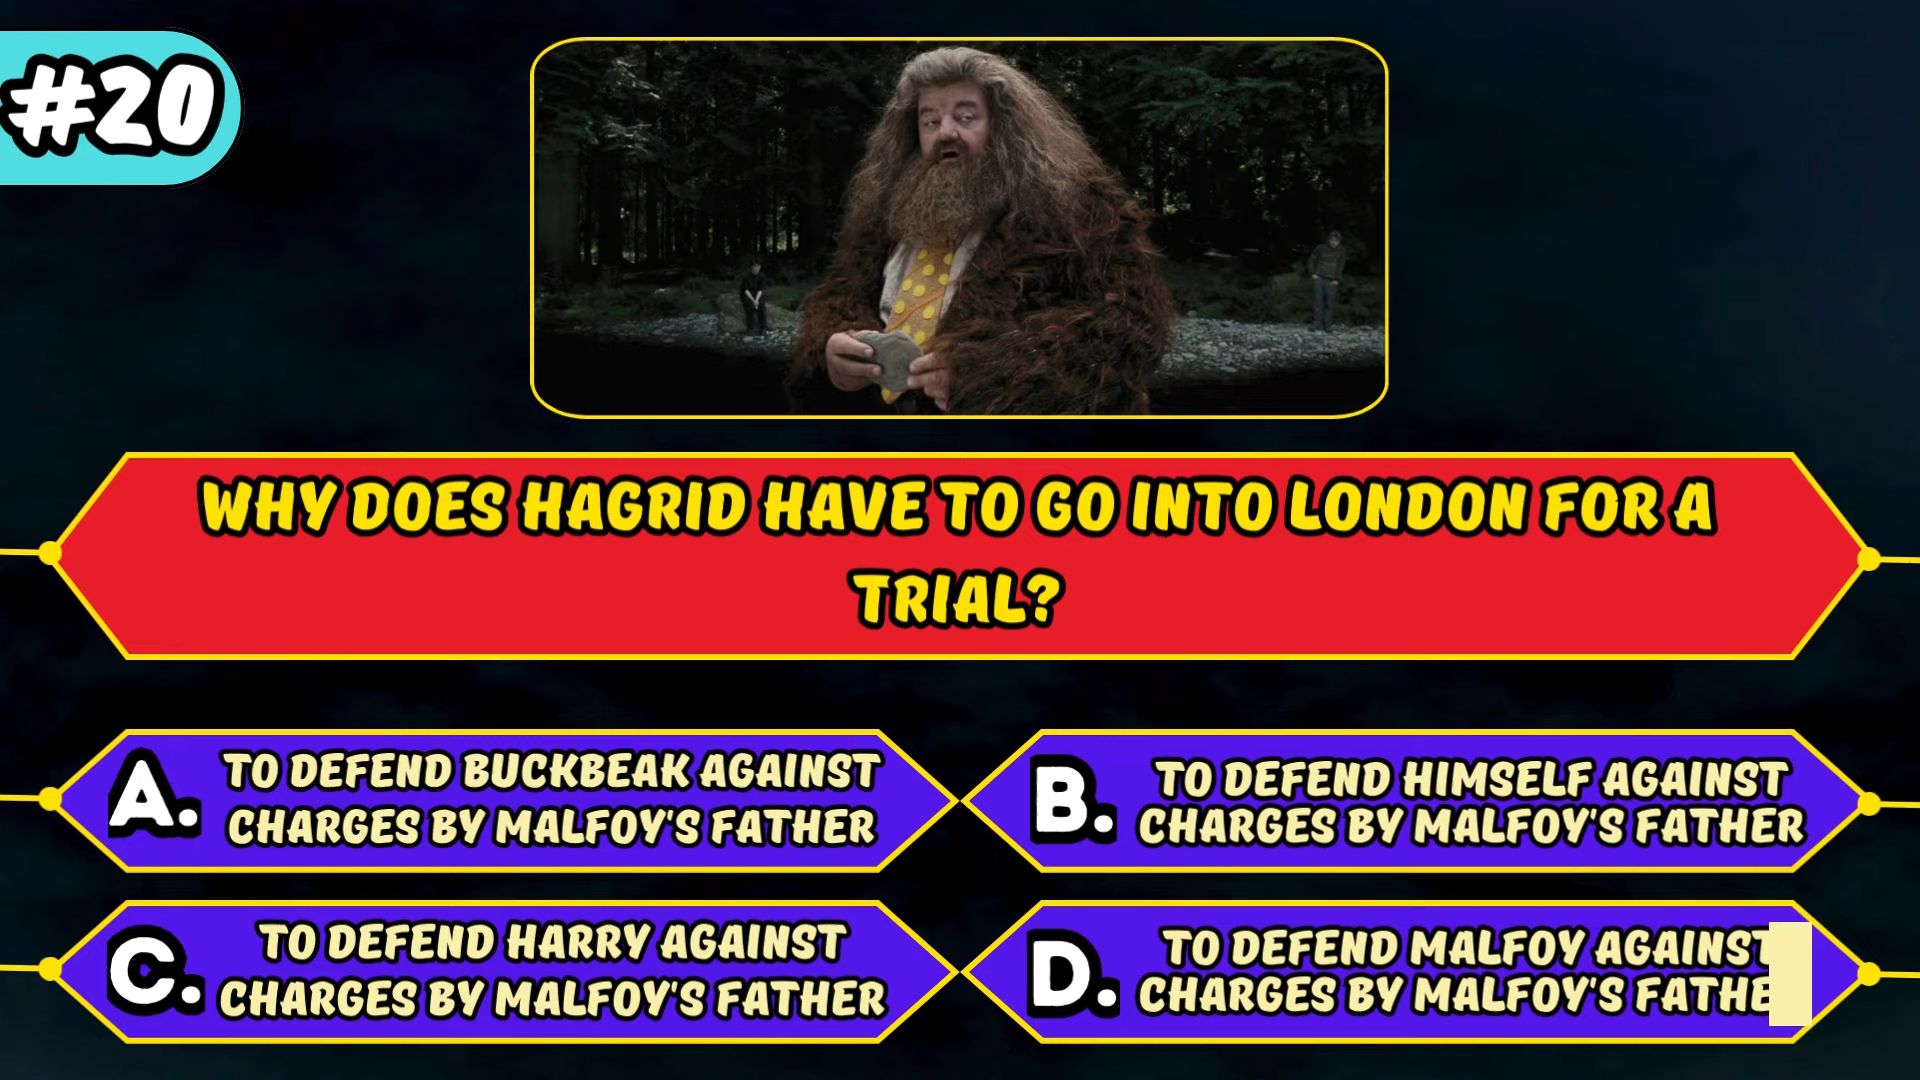 #20
WHY DOES HAGRID HAVE TO GO INTO LONDON FOR A
TRIAL?
A. TO DEFEND BUCKBEAK AGAINST
CHARGES BY MALFOY'S FATHER
B. TO DEFEND HIMSELF AGAINST
CHARGES BY MALFOY'S FATHER
C. TO DEFEND HARRY AGAINST
CHARGES BY MALFOY'S FATHER
D. TO DEFEND MALFOY AGAINST
CHARGES BY MALFOY'S FATHE